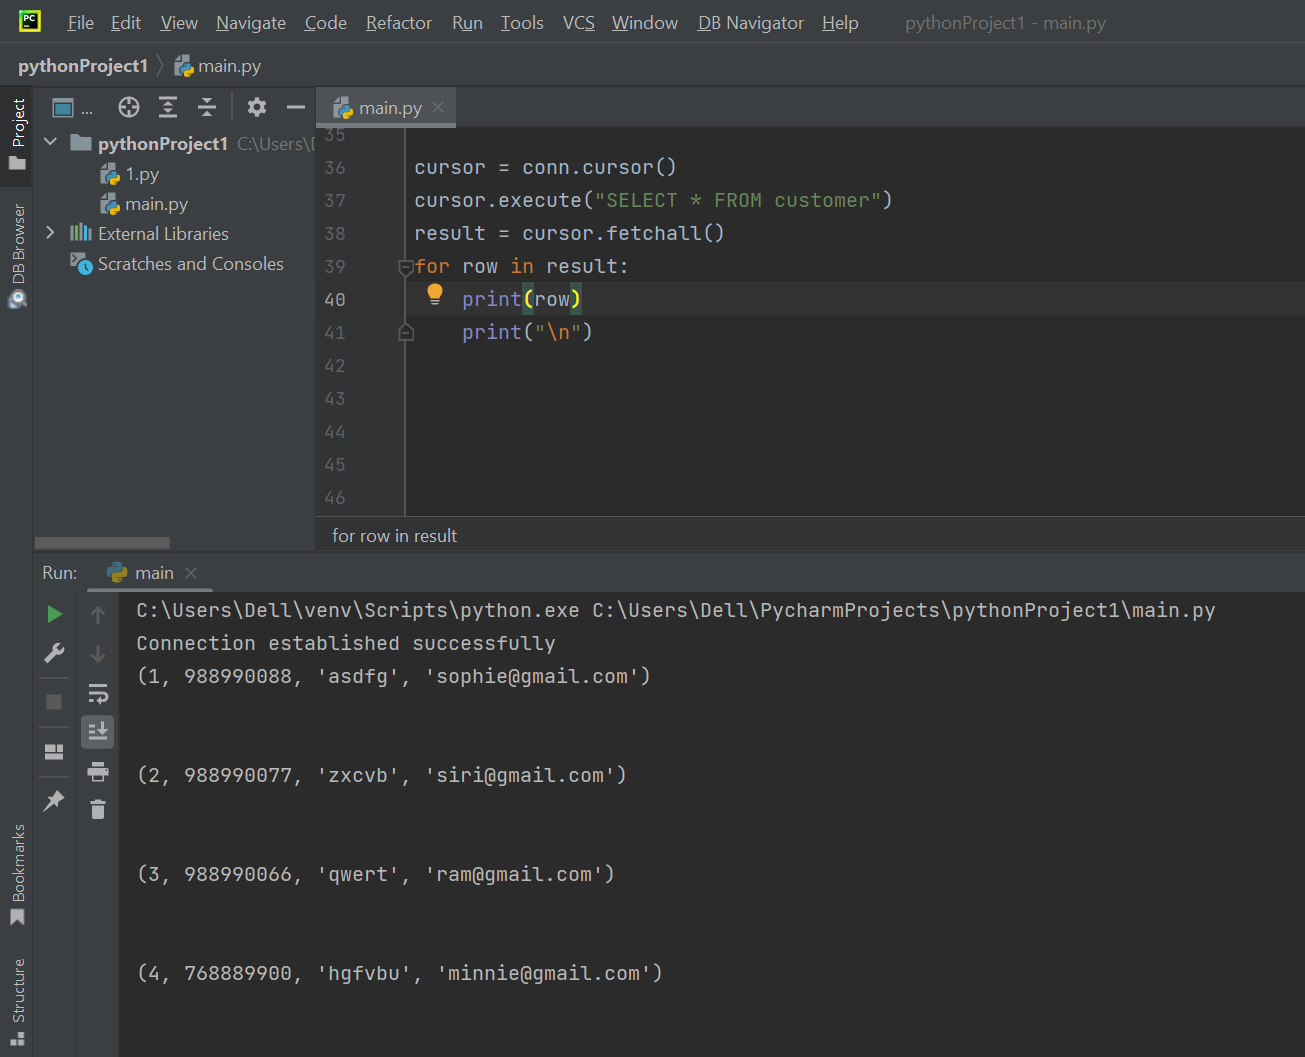 PC File Edit View Navigate Code Refactor Run Tools VCS Window DB Navigator Help pythonProject1 - main.py
pythonProject1 main.py
Project
DB Browser
Bookmarks
Structure
...
pythonProject1 C:\Users\D
1.py
main.py
External Libraries
Scratches and Consoles
main.py
35
36 cursor = conn.cursor()
37 cursor.execute("SELECT * FROM customer")
38 result = cursor.fetchall()
39 for row in result:
40 print(row)
41 print("\n")
42
43
44
45
46
for row in result
Run: main
C:\Users\Dell\venv\Scripts\python.exe C:\Users\Dell\PycharmProjects\pythonProject1\main.py
Connection established successfully
(1, 988990088, 'asdfg', 'sophie@gmail.com')
(2, 988990077, 'zxcvb', 'siri@gmail.com')
(3, 988990066, 'qwert', 'ram@gmail.com')
(4, 768889900, 'hgfvbu', 'minnie@gmail.com')